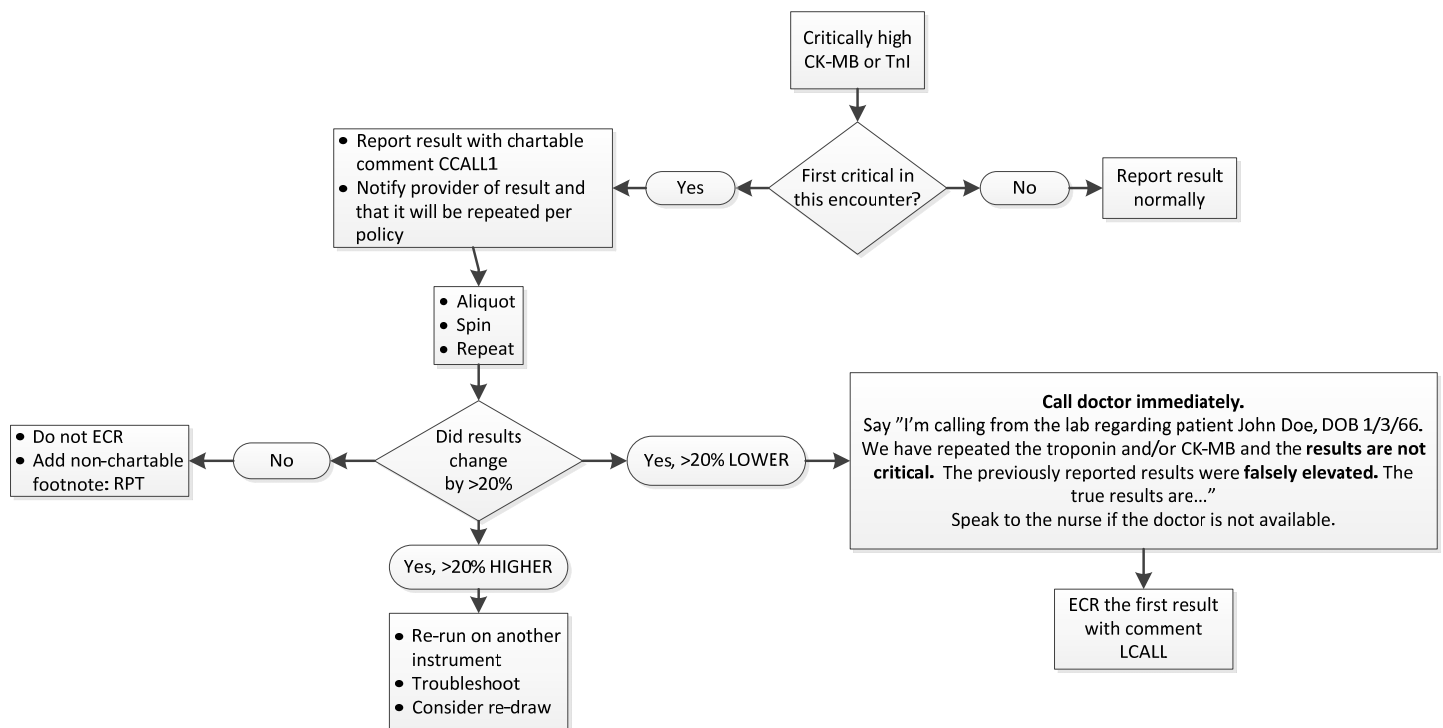 Critically high
CK-MB or TnI
First critical in
this encounter?
Yes
No
Report result
normally
• Report result with chartable
comment CCALL1
• Notify provider of result and
that it will be repeated per
policy
• Aliquot
• Spin
• Repeat
Did results
change
by >20%
No
• Do not ECR
• Add non-chartable
footnote: RPT
Yes, >20% LOWER
Call doctor immediately.
Say ”I’m calling from the lab regarding patient John Doe, DOB 1/3/66.
We have repeated the troponin and/or CK-MB and the results are not
critical. The previously reported results were falsely elevated. The
true results are…”
Speak to the nurse if the doctor is not available.
ECR the first result
with comment
LCALL
Yes, >20% HIGHER
• Re-run on another
instrument
• Troubleshoot
• Consider re-draw